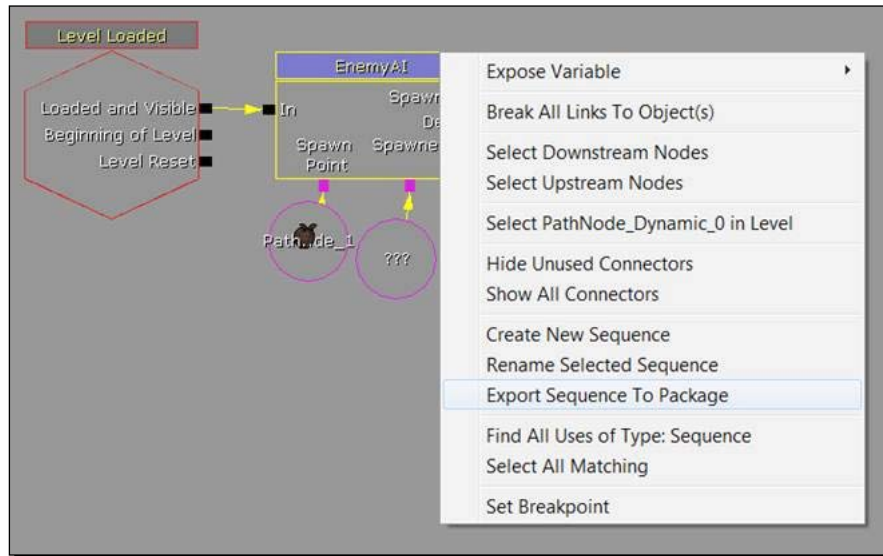 Level Loaded
Loaded and Visible
Beginning of Level
Level Reset
EnemyAI
In
Spawn
Point
PathNode_1
???
Expose Variable
Break All Links To Object(s)
Select Downstream Nodes
Select Upstream Nodes
Select PathNode_Dynamic_0 in Level
Hide Unused Connectors
Show All Connectors
Create New Sequence
Rename Selected Sequence
Export Sequence To Package
Find All Uses of Type: Sequence
Select All Matching
Set Breakpoint